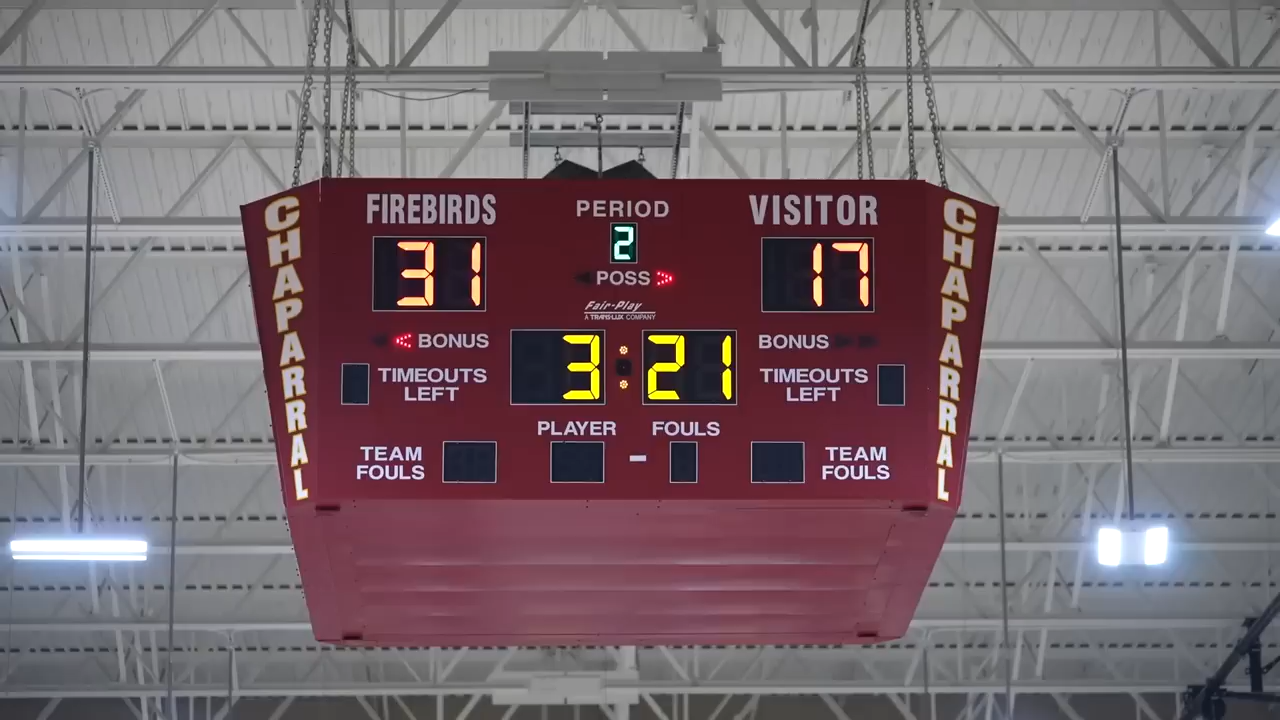 CHAPARRAL
FIREBIRDS PERIOD VISITOR
31 2 17
POSS
Fair-Play
A TRANS-LUX COMPANY
BONUS 3:21 BONUS
TIMEOUTS LEFT
TIMEOUTS LEFT
PLAYER FOULS
TEAM FOULS
-
TEAM FOULS
CHAPARRAL